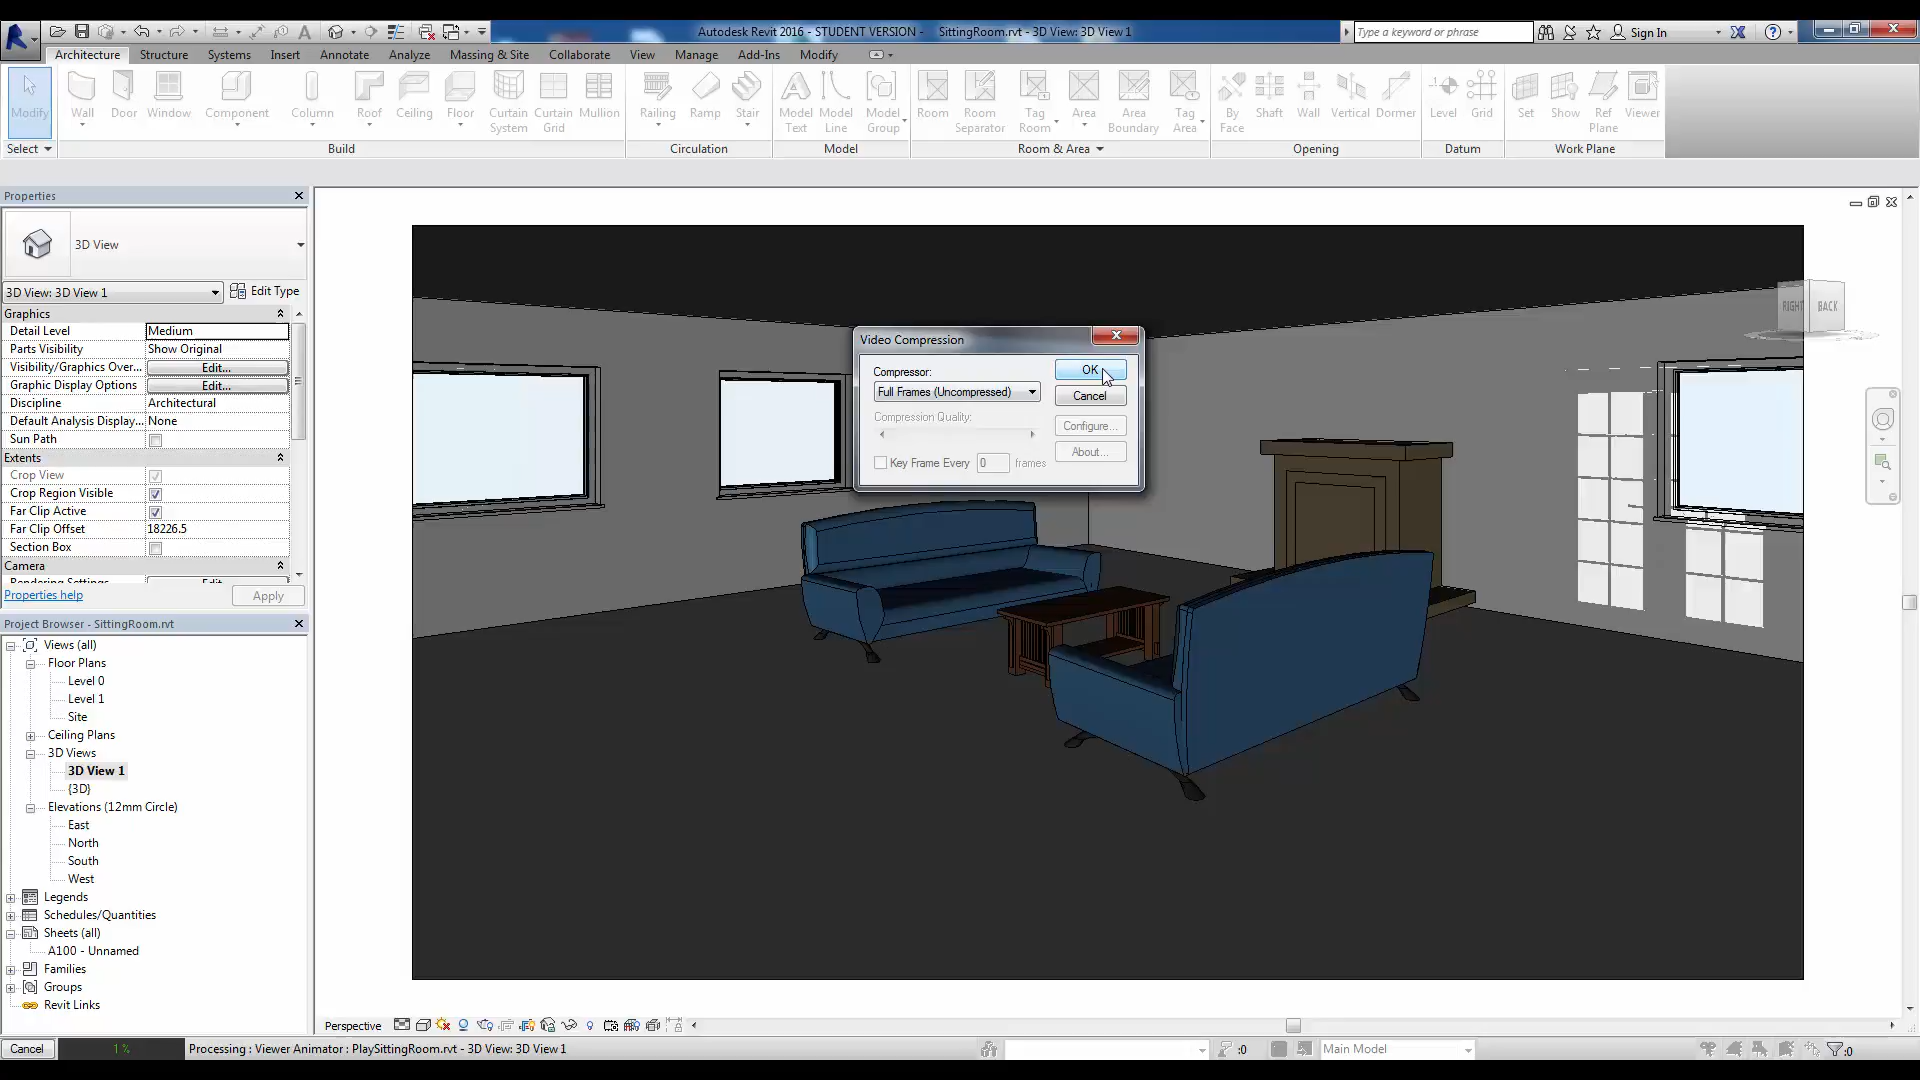 Autodesk Revit 2016 - STUDENT VERSION - SittingRoom.rvt - 3D View: 3D View 1
Type a keyword or phrase
Sign In
Architecture Structure Systems Insert Annotate Analyze Massing & Site Collaborate View Manage Add-Ins Modify
Modify Wall Door Window Component Column Roof Ceiling Floor Curtain System Curtain Grid Mullion Railing Ramp Stair Model Text Model Line Model Group Room Room Separator Tag Room Area Area Boundary Tag Area By Face Shaft Wall Vertical Dormer Level Grid Set Show Ref Plane Viewer
Select Build Circulation Model Room & Area Opening Datum Work Plane
Properties
3D View
3D View: 3D View 1 Edit Type
Graphics
Detail Level Medium
Parts Visibility Show Original
Visibility/Graphics Over... Edit...
Graphic Display Options Edit...
Discipline Architectural
Default Analysis Display... None
Sun Path
Extents
Crop View
Crop Region Visible
Far Clip Active
Far Clip Offset 18226.5
Section Box
Camera
Rendering Settings Edit...
Properties help Apply
Project Browser - SittingRoom.rvt
Views (all)
Floor Plans
Level 0
Level 1
Site
Ceiling Plans
3D Views
3D View 1
{3D}
Elevations (12mm Circle)
East
North
South
West
Legends
Schedules/Quantities
Sheets (all)
A100 - Unnamed
Families
Groups
Revit Links
RIGHT BACK
Video Compression
Compressor:
OK
Full Frames (Uncompressed)
Cancel
Compression Quality:
Configure...
About...
Key Frame Every 0 frames
Perspective
Cancel 1 % Processing : Viewer Animator : PlaySittingRoom.rvt - 3D View: 3D View 1
:0
Main Model
:0